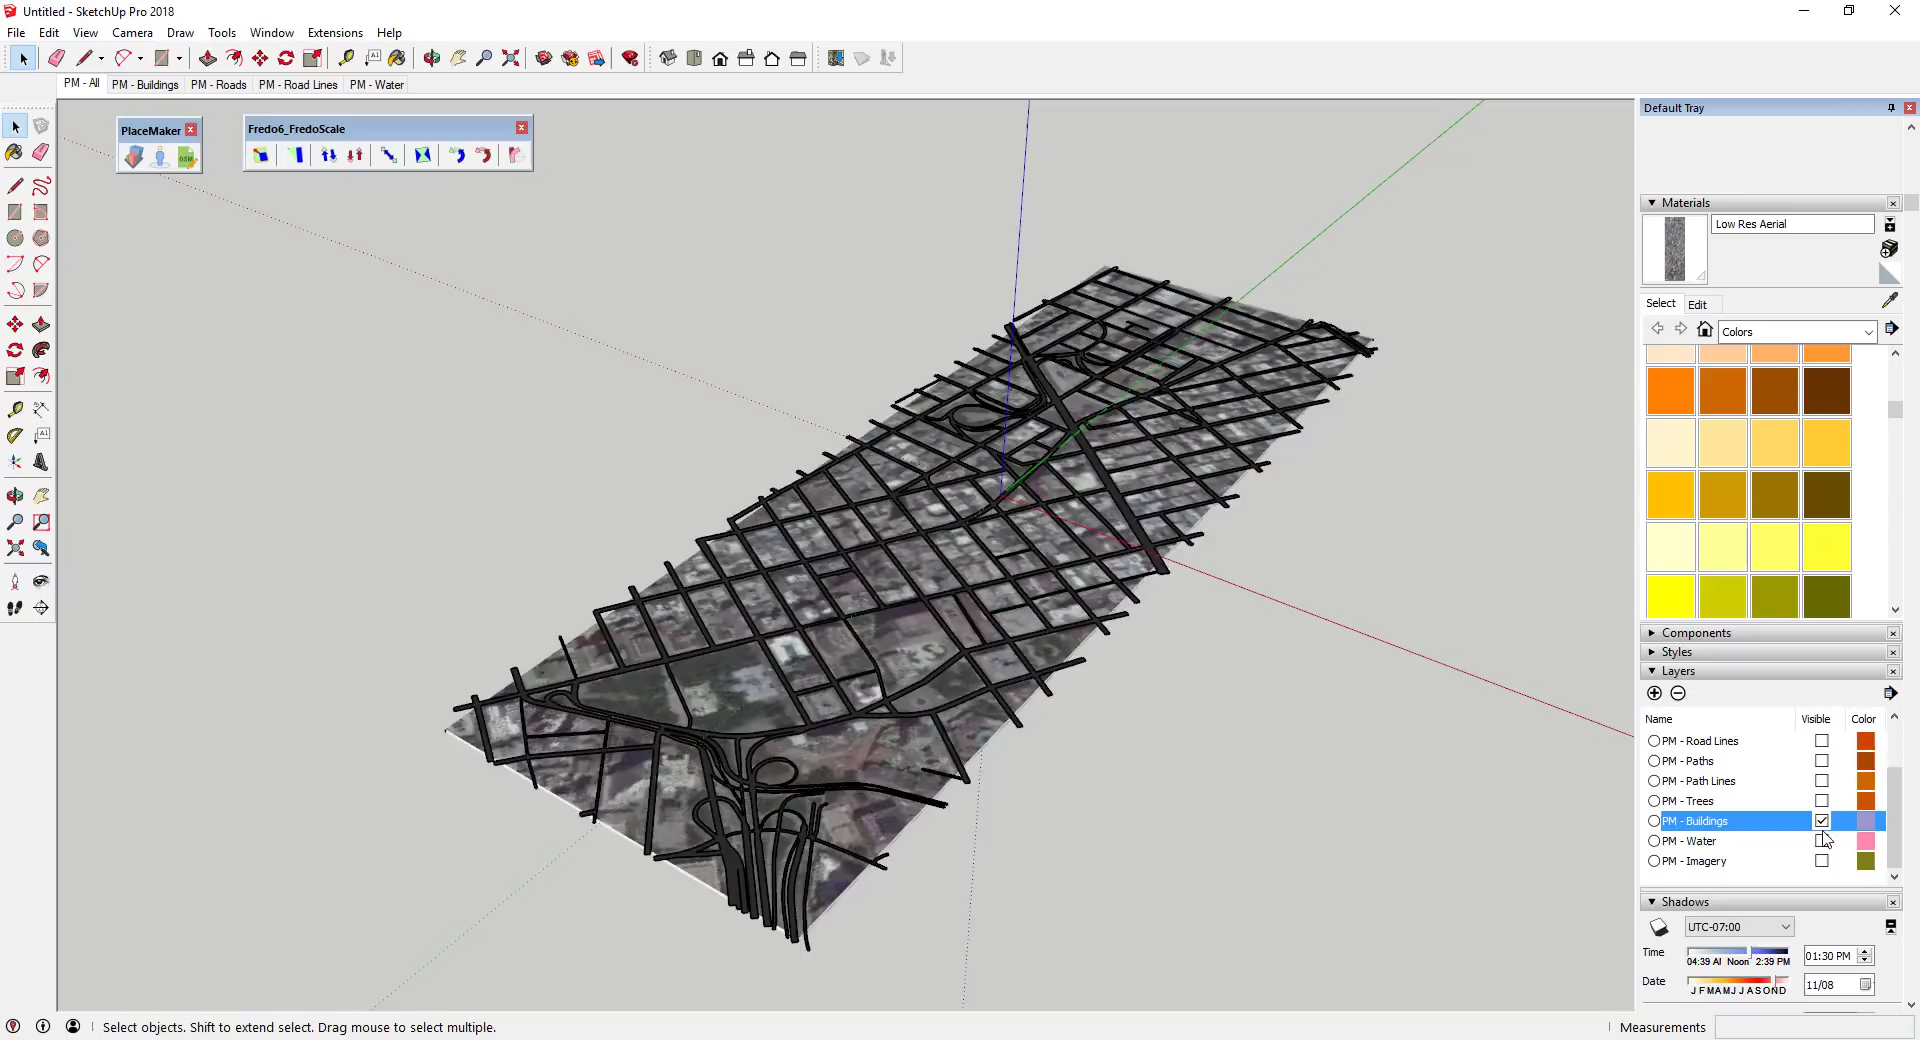 Untitled - SketchUp Pro 2018
File Edit View Camera Draw Tools Window Extensions Help
PM - All PM - Buildings PM - Roads PM - Road Lines PM - Water
PlaceMaker
OSM
Fredo6_FredoScale
Default Tray
Materials
Low Res Aerial
Select Edit
Colors
Components
Styles
Layers
Name Visible Color
PM - Road Lines
PM - Paths
PM - Path Lines
PM - Trees
PM - Buildings
PM - Water
PM - Imagery
Shadows
UTC-07:00
Time 04:39 AI Noon 2:39 PM 01:30 PM
Date J F M A M J J A S O N D 11/08
Select objects. Shift to extend select. Drag mouse to select multiple.
Measurements